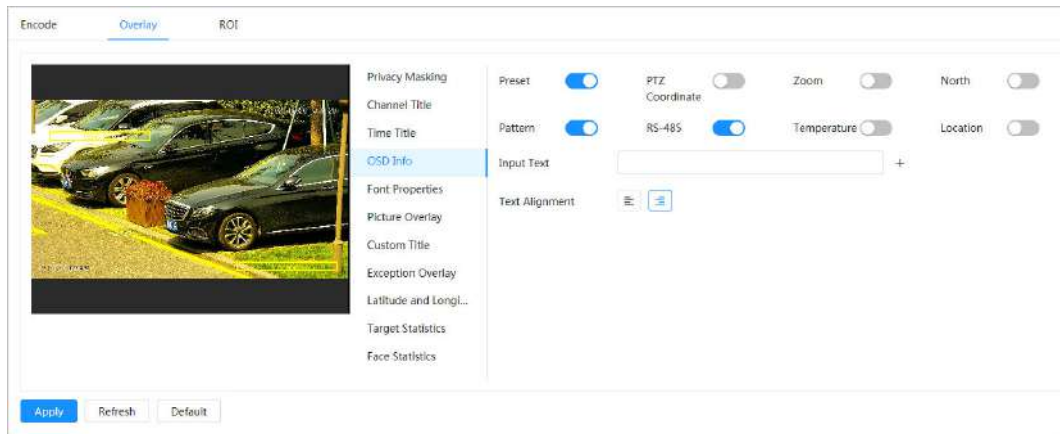 Encode Overlay ROI
Privacy Masking
Channel Title
Time Title
OSD Info
Font Properties
Picture Overlay
Custom Title
Exception Overlay
Latitude and Longi...
Target Statistics
Face Statistics
Preset PTZ Coordinate Zoom North
Pattern RS-485 Temperature Location
Input Text +
Text Alignment
Apply Refresh Default